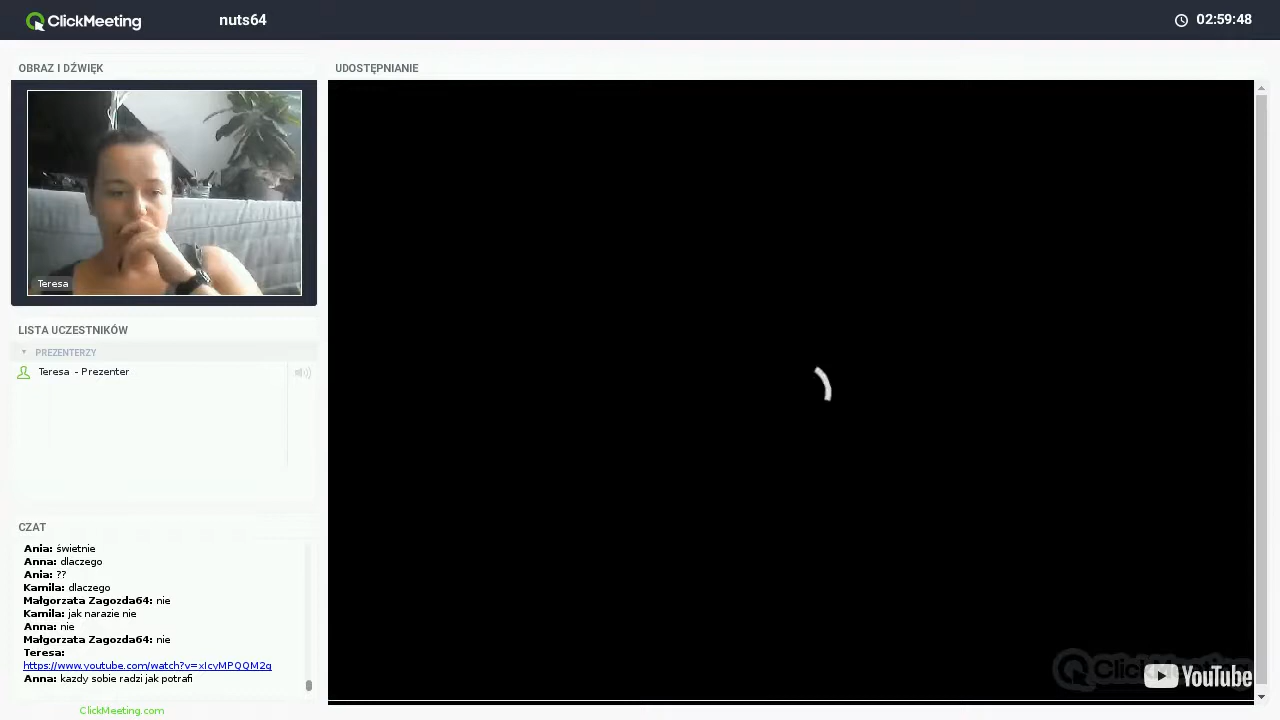 ClickMeeting
nuts64
02:59:48
OBRAZ I DŹWIĘK
UDOSTĘPNIANIE
Teresa
LISTA UCZESTNIKÓW
PREZENTERZY
Teresa - Prezenter
CZAT
Ania: świetnie
Anna: dlaczego
Ania: ??
Kamila: dlaczego
Małgorzata Zagozda64: nie
Kamila: jak narazie nie
Anna: nie
Małgorzata Zagozda64: nie
Teresa:
https://www.youtube.com/watch?v=xIcyMPQQM2g
Anna: kazdy sobie radzi jak potrafi
YouTube
ClickMeeting.com